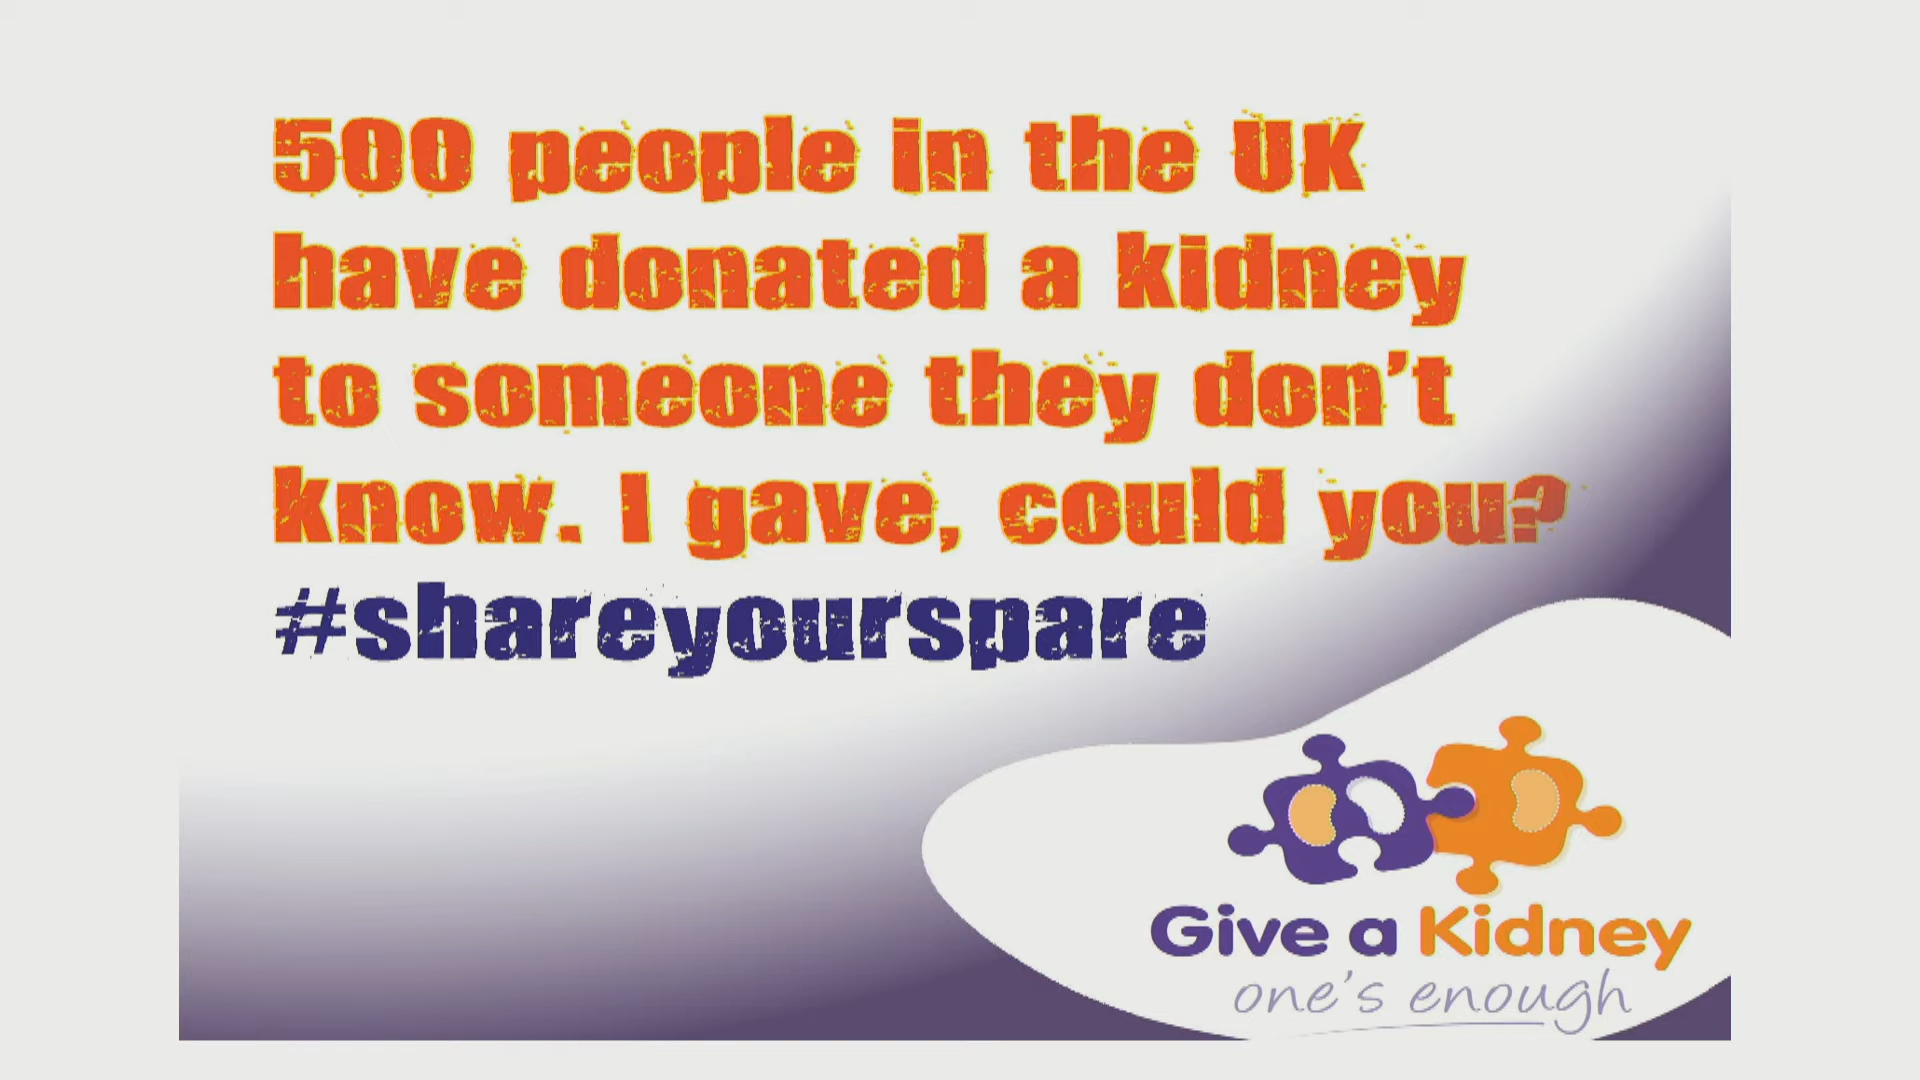 500 people in the UK
have donated a kidney
to someone they don't
know. I gave, could you?
#shareyourspare
Give a Kidney
one's enough